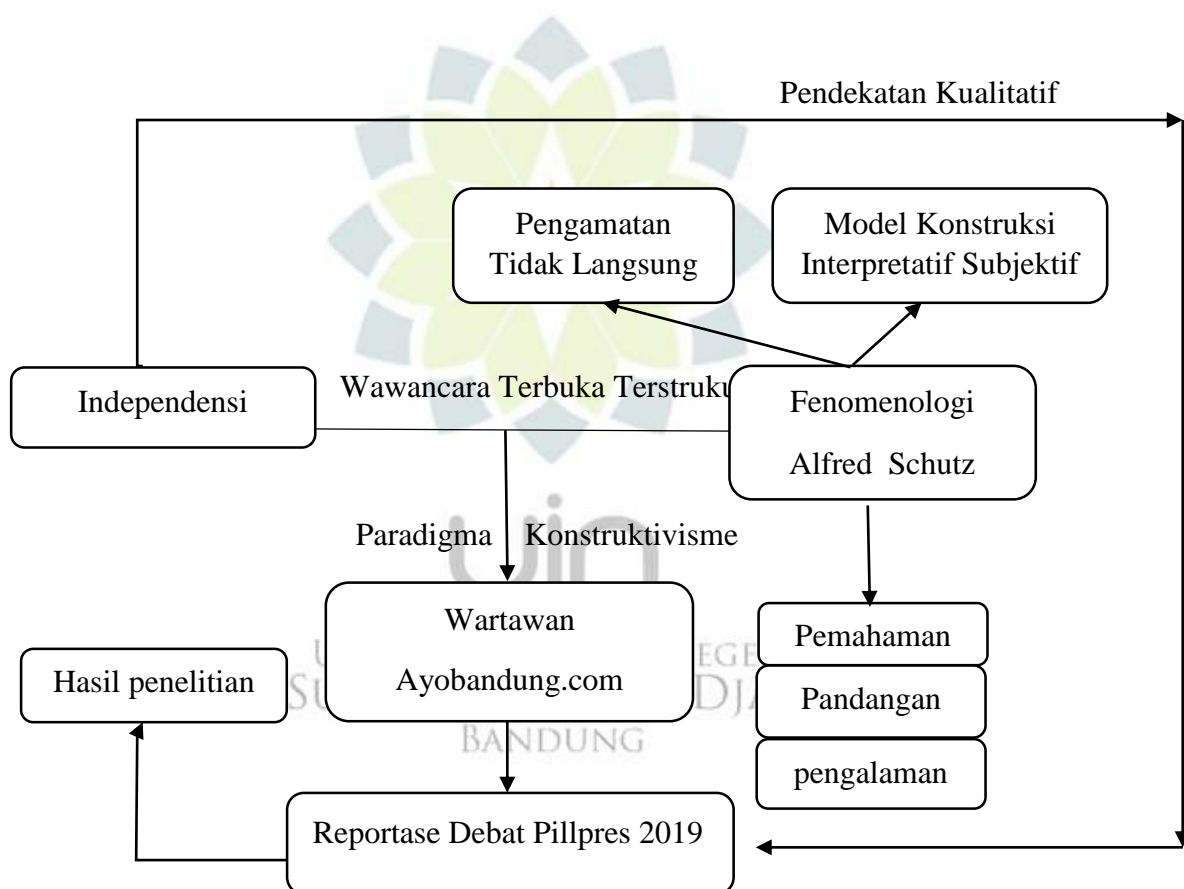 Pendekatan Kualitatif
Pengamatan
Tidak Langsung
Model Konstruksi
Interpretatif Subjektif
Independensi
Wawancara Terbuka
Fenomenologi
Alfred Schutz
Paradigma Konstruktivisme
uin
Wartawan
Ayobandung.com
Pemahaman
Hasil penelitian
Pandangan
BANDUNG
pengalaman
Reportase Debat Pillpres 2019